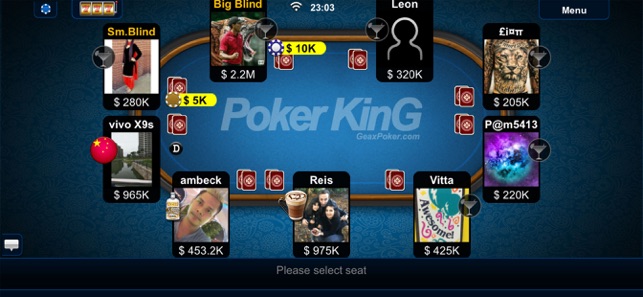 23:03
Menu
Big Blind
$ 2.2M
Leon
$ 320K
Sm.Blind
$ 280K
£i¤π
$ 205K
$ 10K
$ 5K
Poker KinG
GeaxPoker.com
vivo X9s
$ 965K
P@m5413
$ 220K
D
ambeck
$ 453.2K
Reis
$ 975K
Vitta
Awesome!
$ 425K
Please select seat